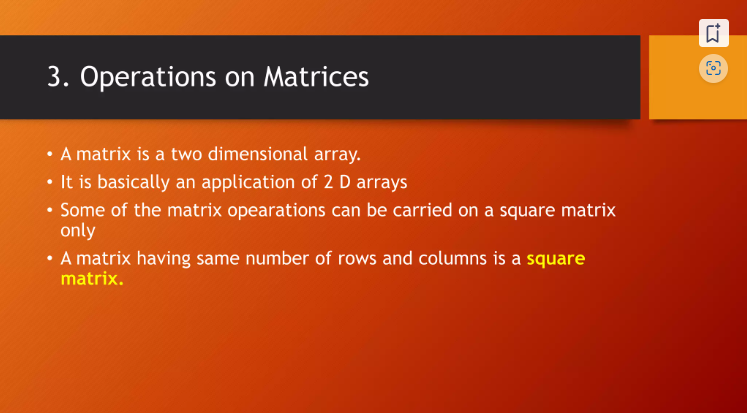 3. Operations on Matrices
• A matrix is a two dimensional array.
• It is basically an application of 2 D arrays
• Some of the matrix opearations can be carried on a square matrix
only
• A matrix having same number of rows and columns is a square
matrix.